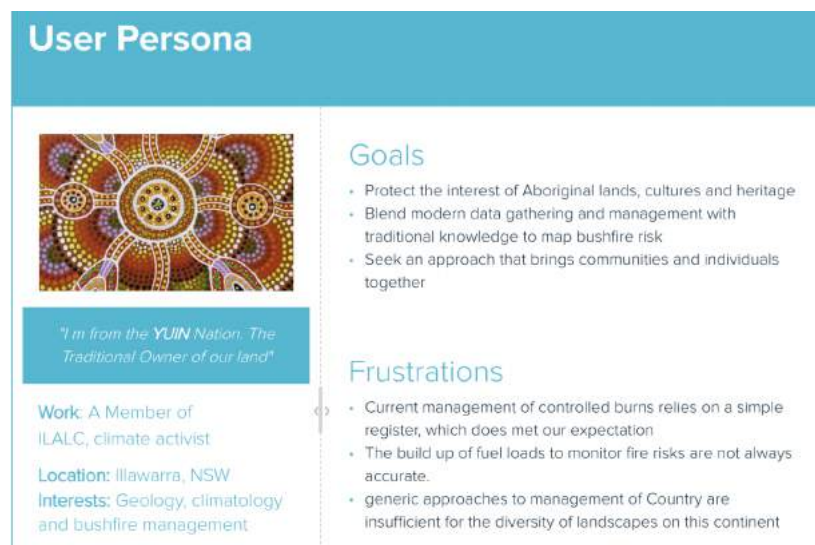 User Persona
"I m from the YUIN Nation. The
Traditional Owner of our land"
Work: A Member of
ILALC, climate activist
Location: Illawarra, NSW
Interests: Geology, climatology
and bushfire management
Goals
• Protect the interest of Aboriginal lands, cultures and heritage
• Blend modern data gathering and management with
traditional knowledge to map bushfire risk
• Seek an approach that brings communities and individuals
together
Frustrations
• Current management of controlled burns relies on a simple
register, which does met our expectation
• The build up of fuel loads to monitor fire risks are not always
accurate.
• generic approaches to management of Country are
insufficient for the diversity of landscapes on this continent